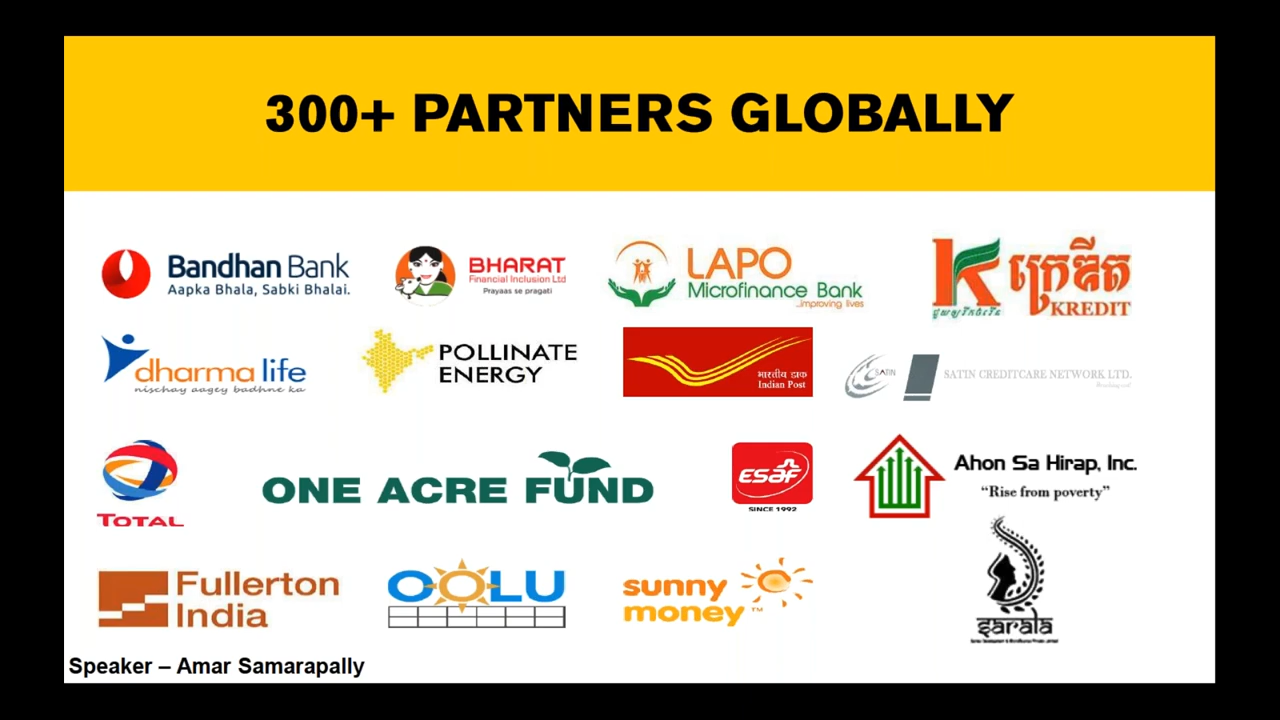 300+ PARTNERS GLOBALLY
Bandhan Bank
Aapka Bhala, Sabki Bhalai.
BHARAT
Financial Inclusion Ltd
Prayaas se pragati
LAPO
Microfinance Bank
...improving lives
K
ក្រេឌីត
KREDIT
dharma life
nischay aagey badhne ka
POLLINATE
ENERGY
भारतीय डाक
Indian Post
SATIN
SATIN CREDITCARE NETWORK LTD.
TOTAL
ONE ACRE FUND
ESAF
SINCE 1992
Ahon Sa Hirap, Inc.
“Rise from poverty”
Fullerton
India
OOLU
sunny
money™
sarala
Speaker – Amar Samarapally